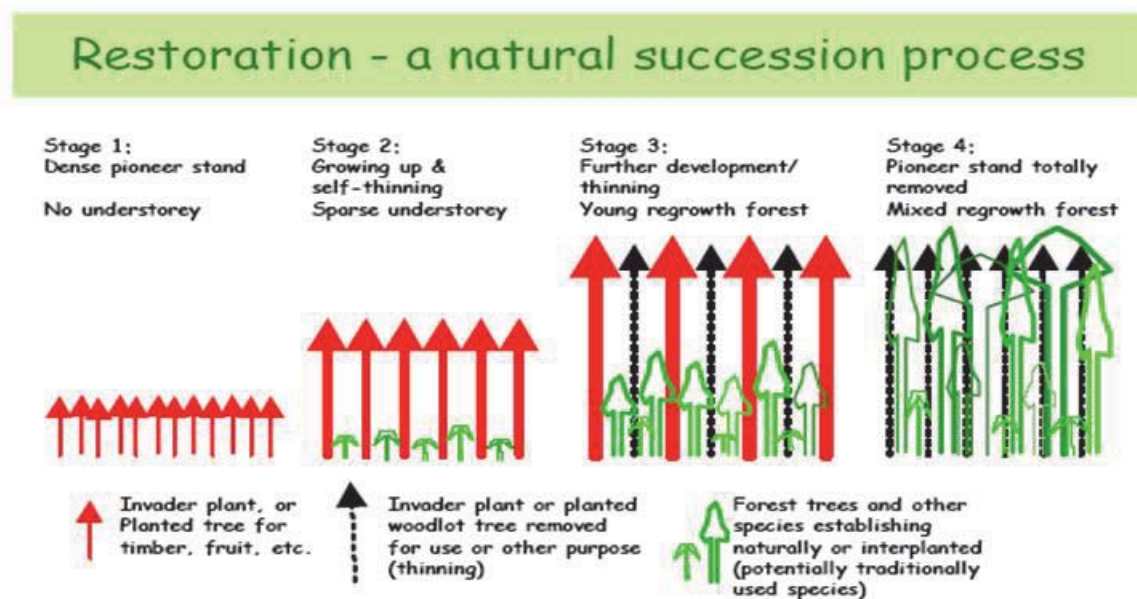 Restoration - a natural succession process
Stage 1:
Dense pioneer stand
No understorey
Stage 2:
Growing up &
self-thinning
Sparse understorey
Stage 3:
Further development/
thinning
Young regrowth forest
Stage 4:
Pioneer stand totally
removed
Mixed regrowth forest
Invader plant, or
Planted tree for
timber, fruit, etc.
Invader plant or planted
woodlot tree removed
for use or other purpose
(thinning)
Forest trees and other
species establishing
naturally or interplanted
(potentially traditionally
used species)